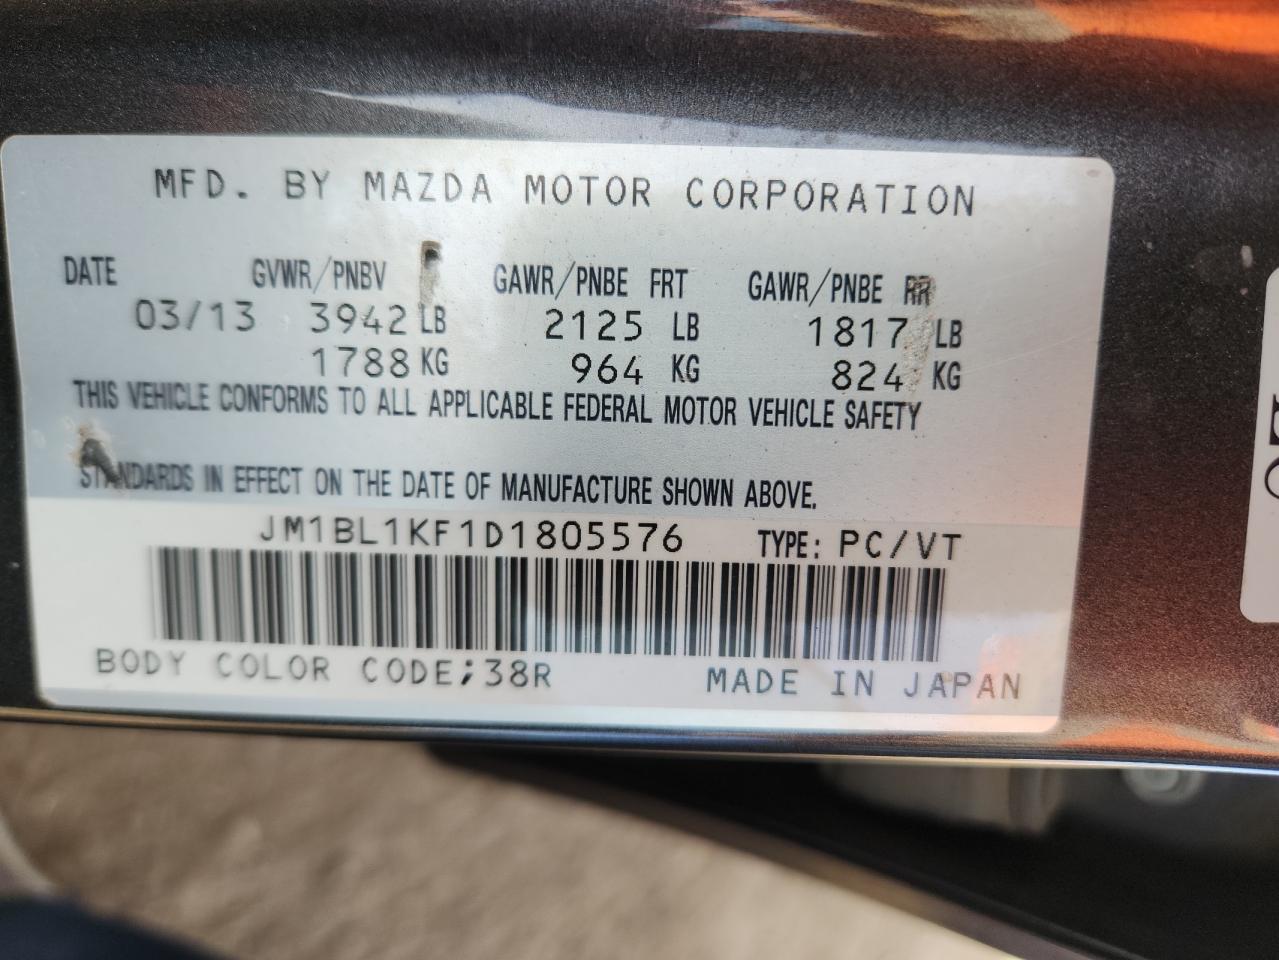 MFD. BY MAZDA MOTOR CORPORATION
DATE GVWR/PNBV GAWR/PNBE FRT GAWR/PNBE RR
03/13 3942 LB 2125 LB 1817 LB
1788 KG 964 KG 824 KG
THIS VEHICLE CONFORMS TO ALL APPLICABLE FEDERAL MOTOR VEHICLE SAFETY
STANDARDS IN EFFECT ON THE DATE OF MANUFACTURE SHOWN ABOVE.
JM1BL1KF1D1805576 TYPE: PC/VT
BODY COLOR CODE;38R MADE IN JAPAN